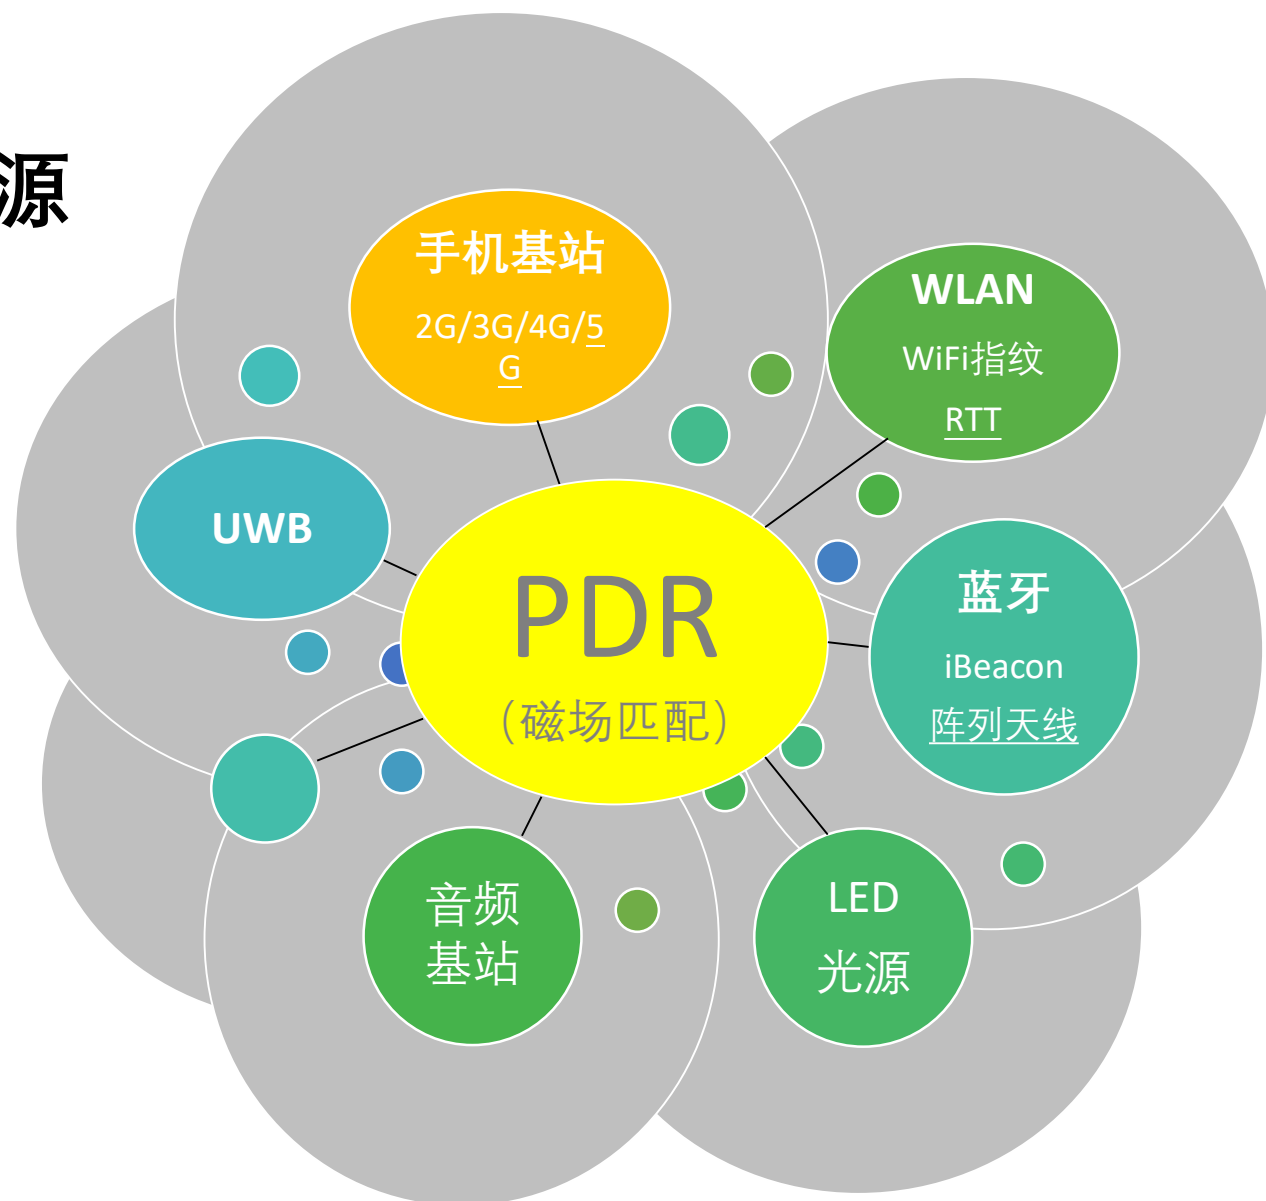 源
手机基站
2G/3G/4G/5
G
WLAN
WiFi指纹
RTT
UWB
PDR
(磁场匹配)
蓝牙
iBeacon
阵列天线
音频
基站
LED
光源